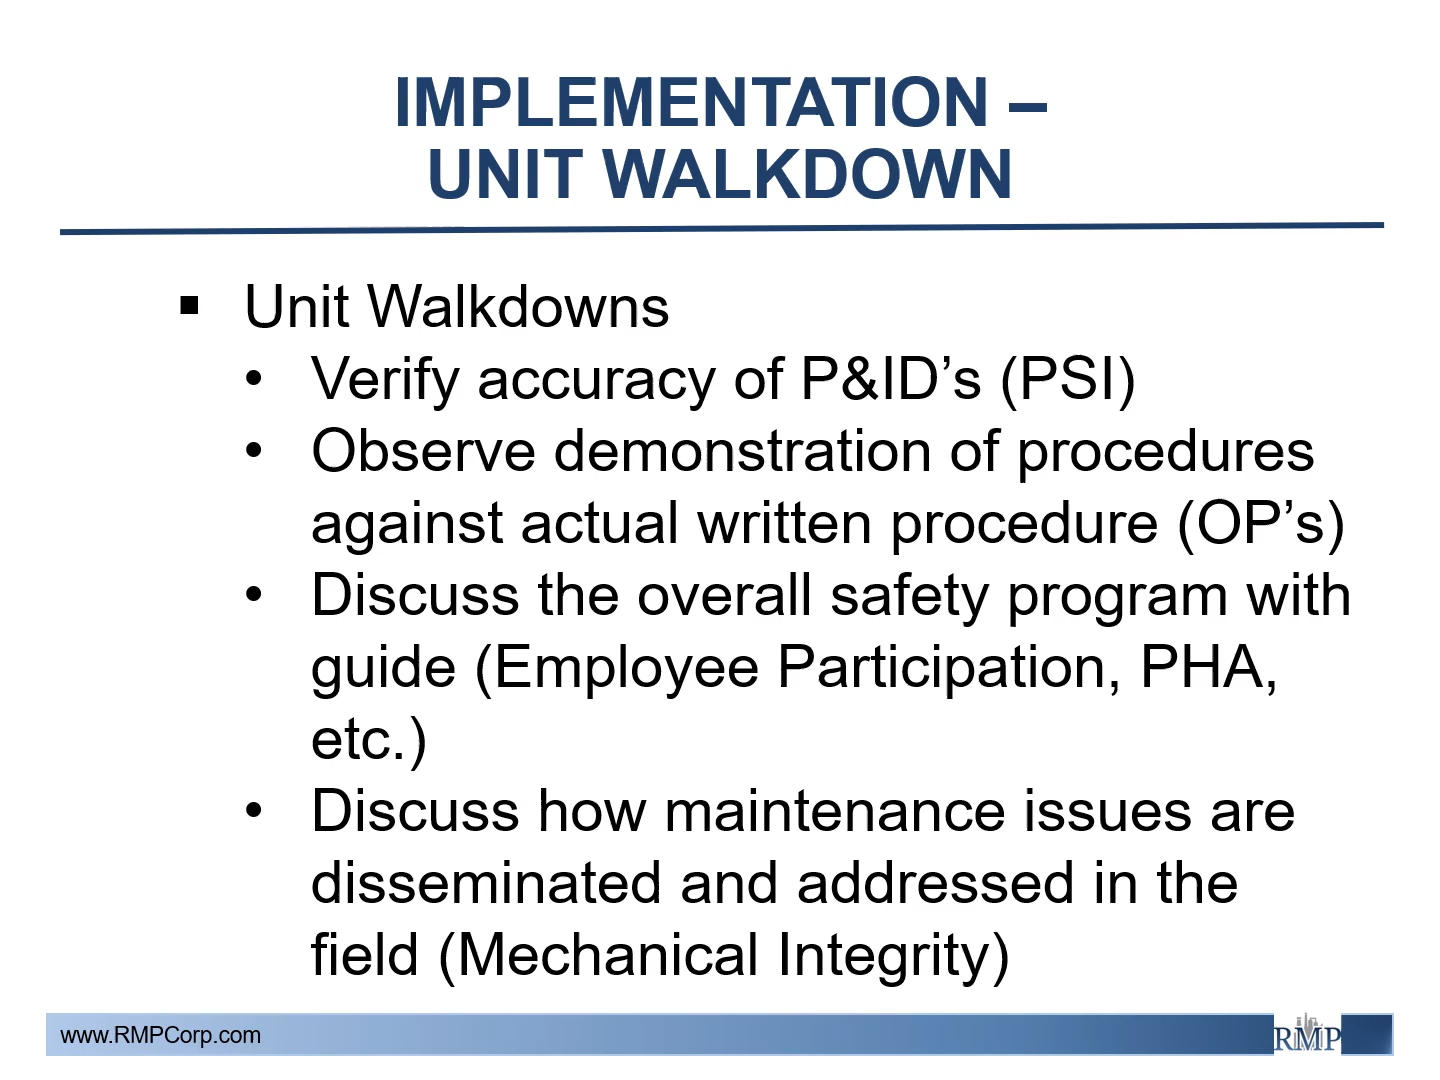 IMPLEMENTATION –
UNIT WALKDOWN
▪ Unit Walkdowns
• Verify accuracy of P&ID’s (PSI)
• Observe demonstration of procedures
against actual written procedure (OP’s)
• Discuss the overall safety program with
guide (Employee Participation, PHA,
etc.)
• Discuss how maintenance issues are
disseminated and addressed in the
field (Mechanical Integrity)
www.RMPCorp.com
RMP